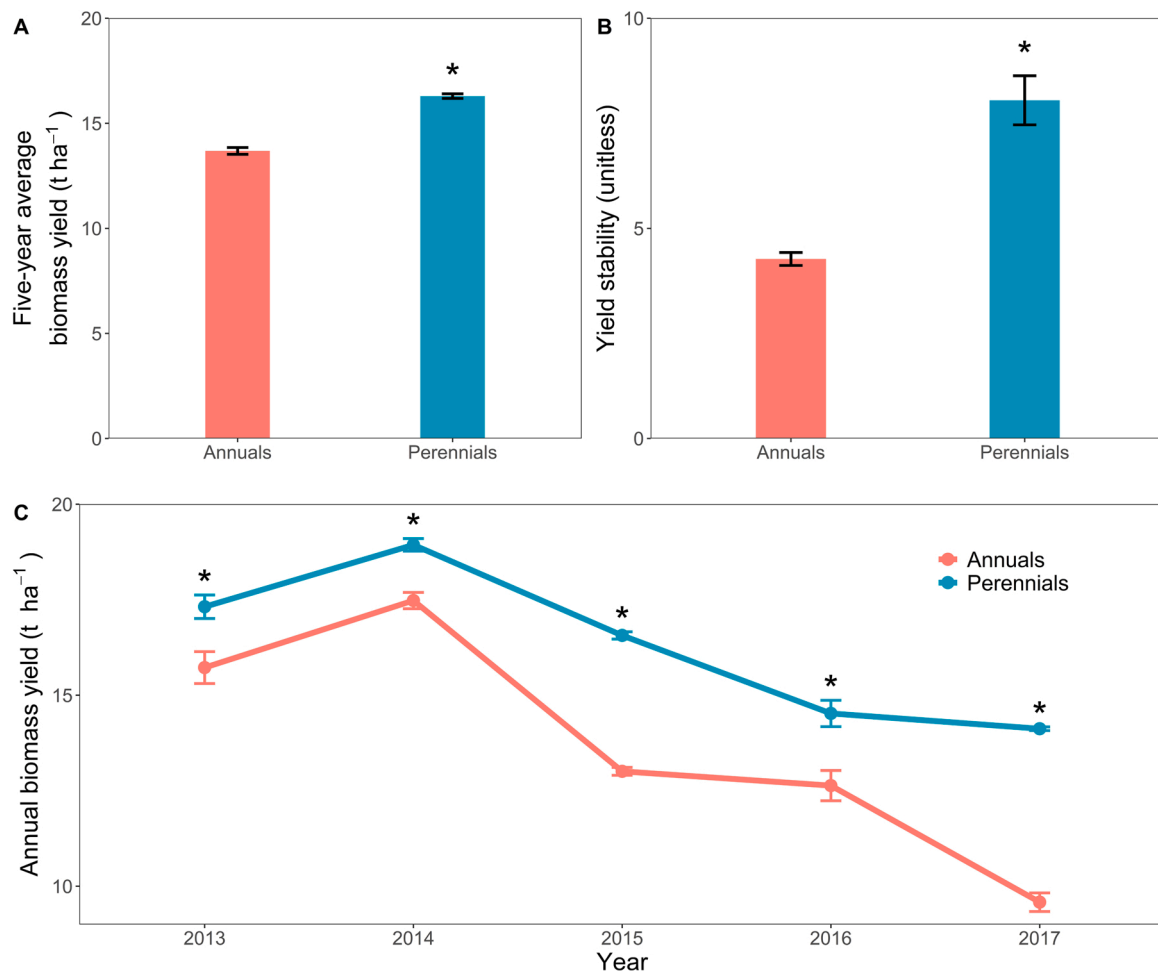 A
20
15
10
5
0
Five-year average
biomass yield (t ha⁻¹ )
*
Annuals
Perennials
B
10
5
0
Yield stability (unitless)
*
Annuals
Perennials
C
20
15
10
Annual biomass yield (t ha⁻¹ )
* * * * *
Annuals
Perennials
2013 2014 2015 2016 2017
Year